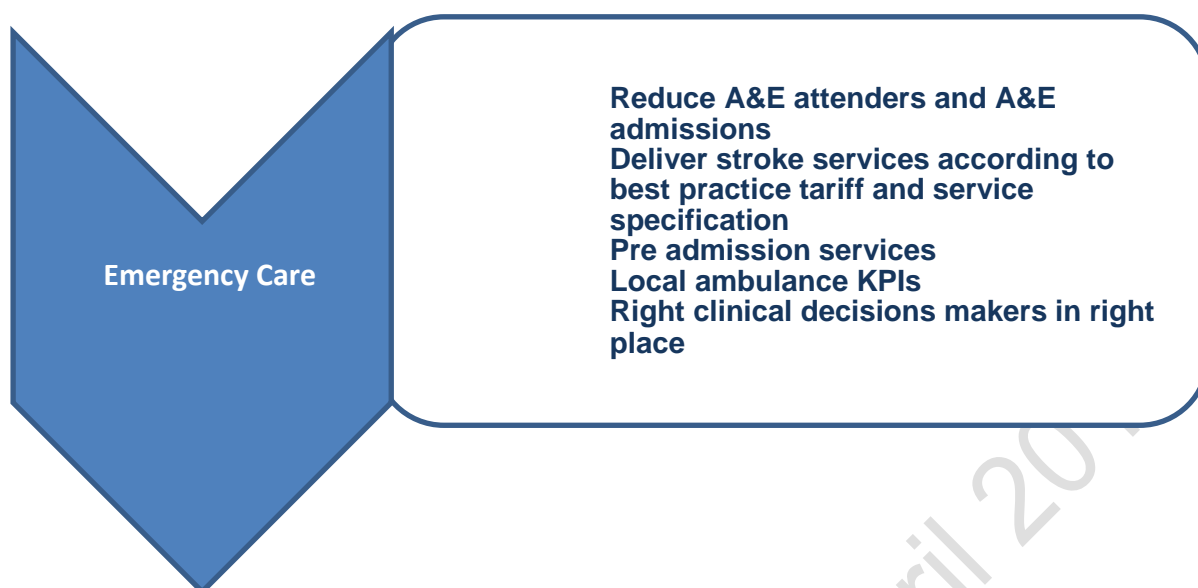 Emergency Care
Reduce A&E attenders and A&E
admissions
Deliver stroke services according to
best practice tariff and service
specification
Pre admission services
Local ambulance KPIs
Right clinical decisions makers in right
place